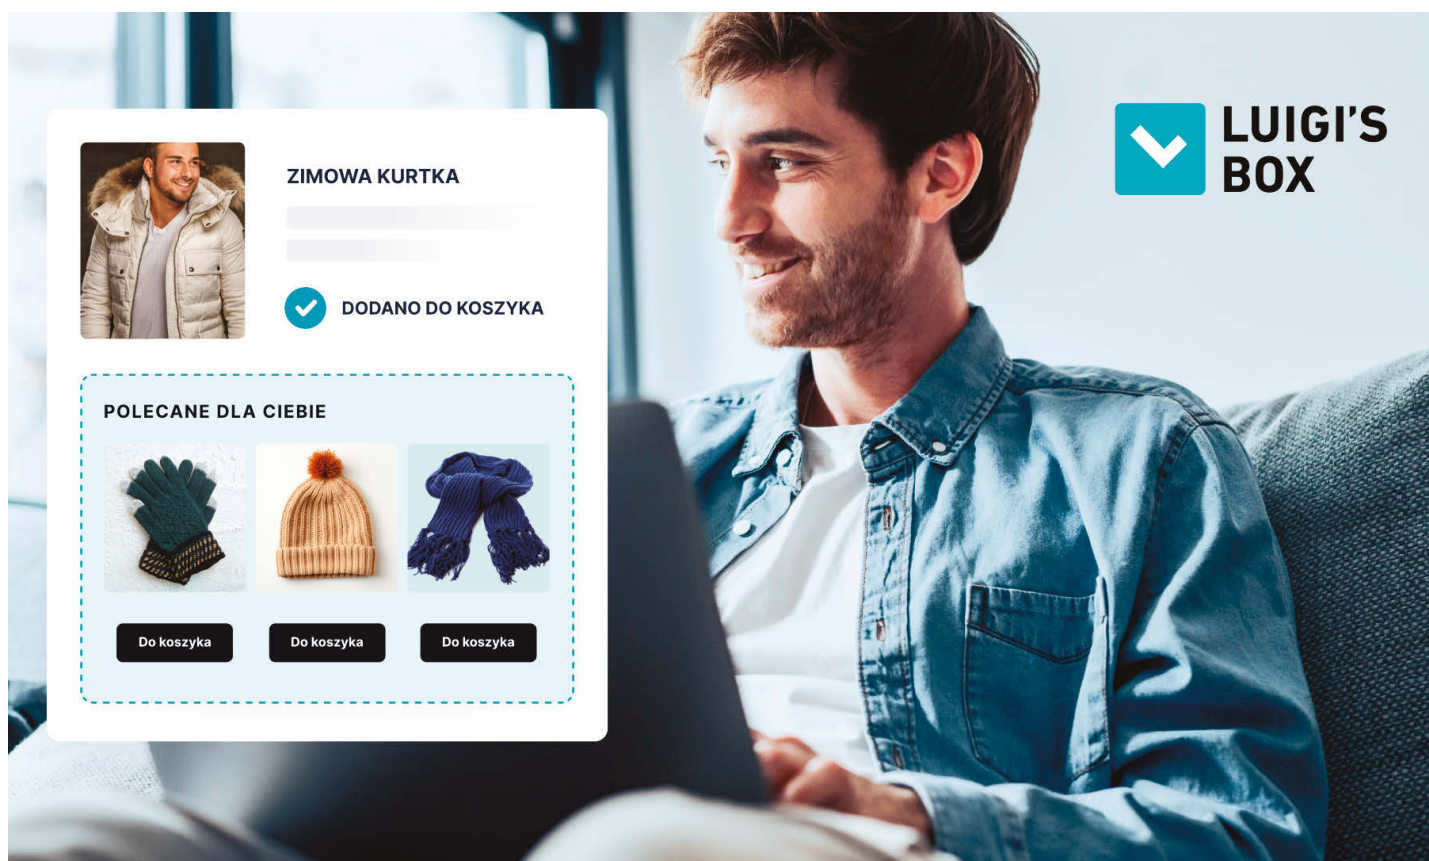 LUIGI'S
BOX
ZIMOWA KURTKA
DODANO DO KOSZYKA
POLECANE DLA CIEBIE
Do koszyka
Do koszyka
Do koszyka